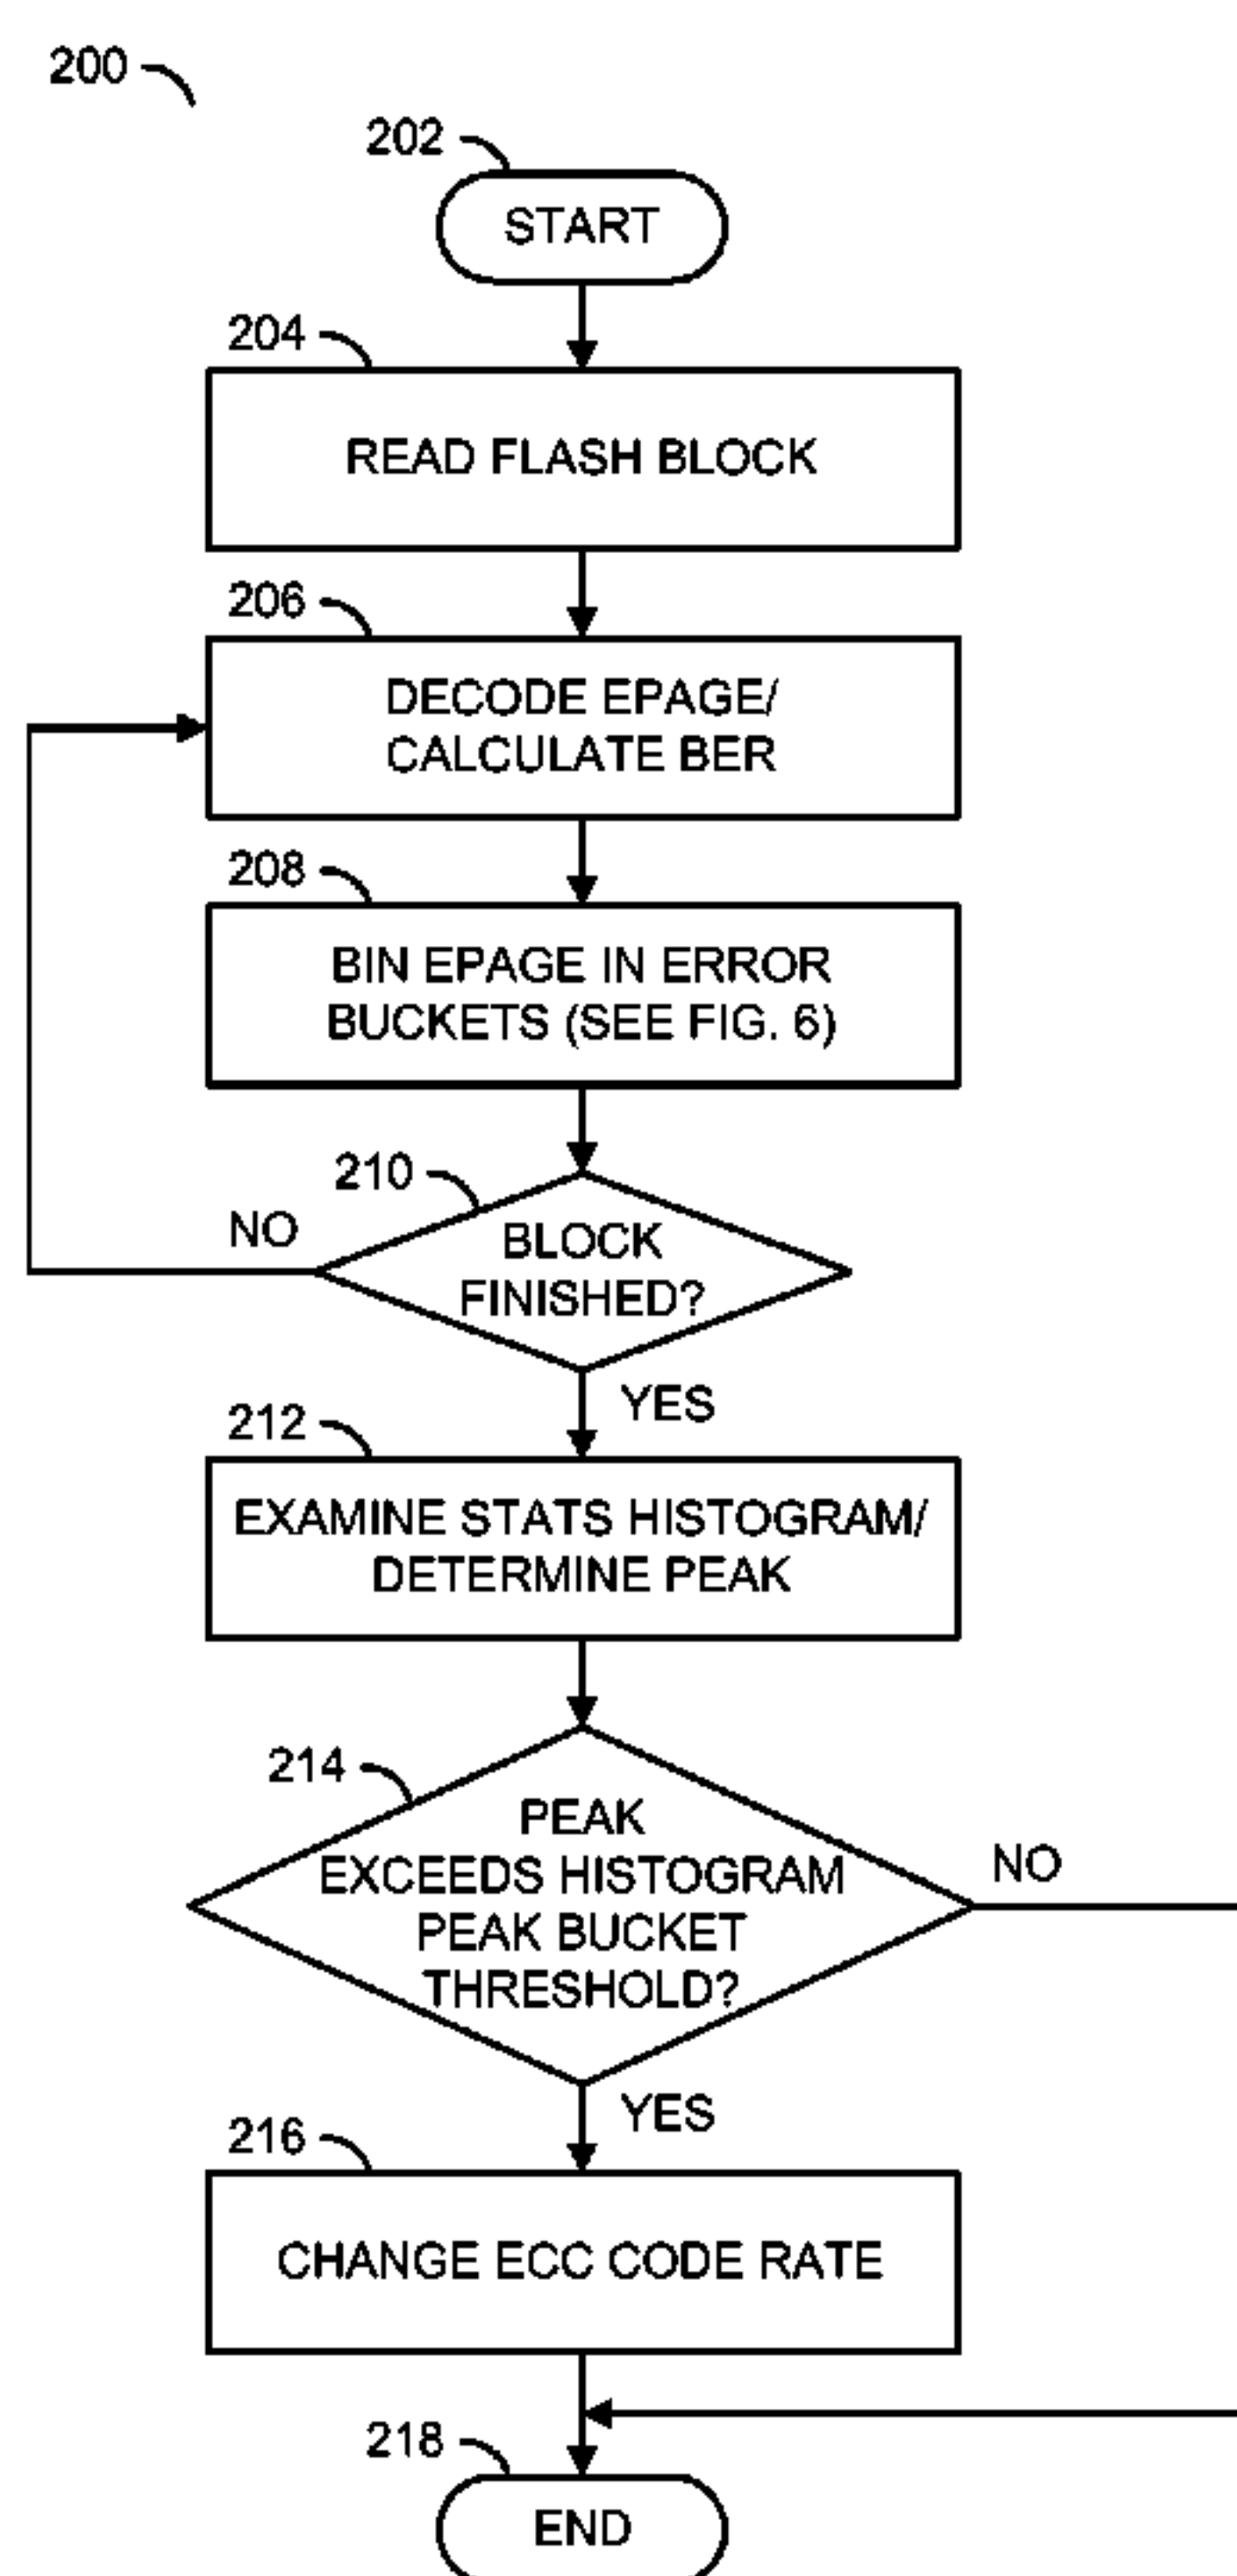 200
202
START
204
READ FLASH BLOCK
206
DECODE EPAGE/
CALCULATE BER
208
BIN EPAGE IN ERROR
BUCKETS (SEE FIG. 6)
210
NO
BLOCK
FINISHED?
YES
212
EXAMINE STATS HISTOGRAM/
DETERMINE PEAK
214
PEAK
EXCEEDS HISTOGRAM
PEAK BUCKET
THRESHOLD?
NO
YES
216
CHANGE ECC CODE RATE
218
END